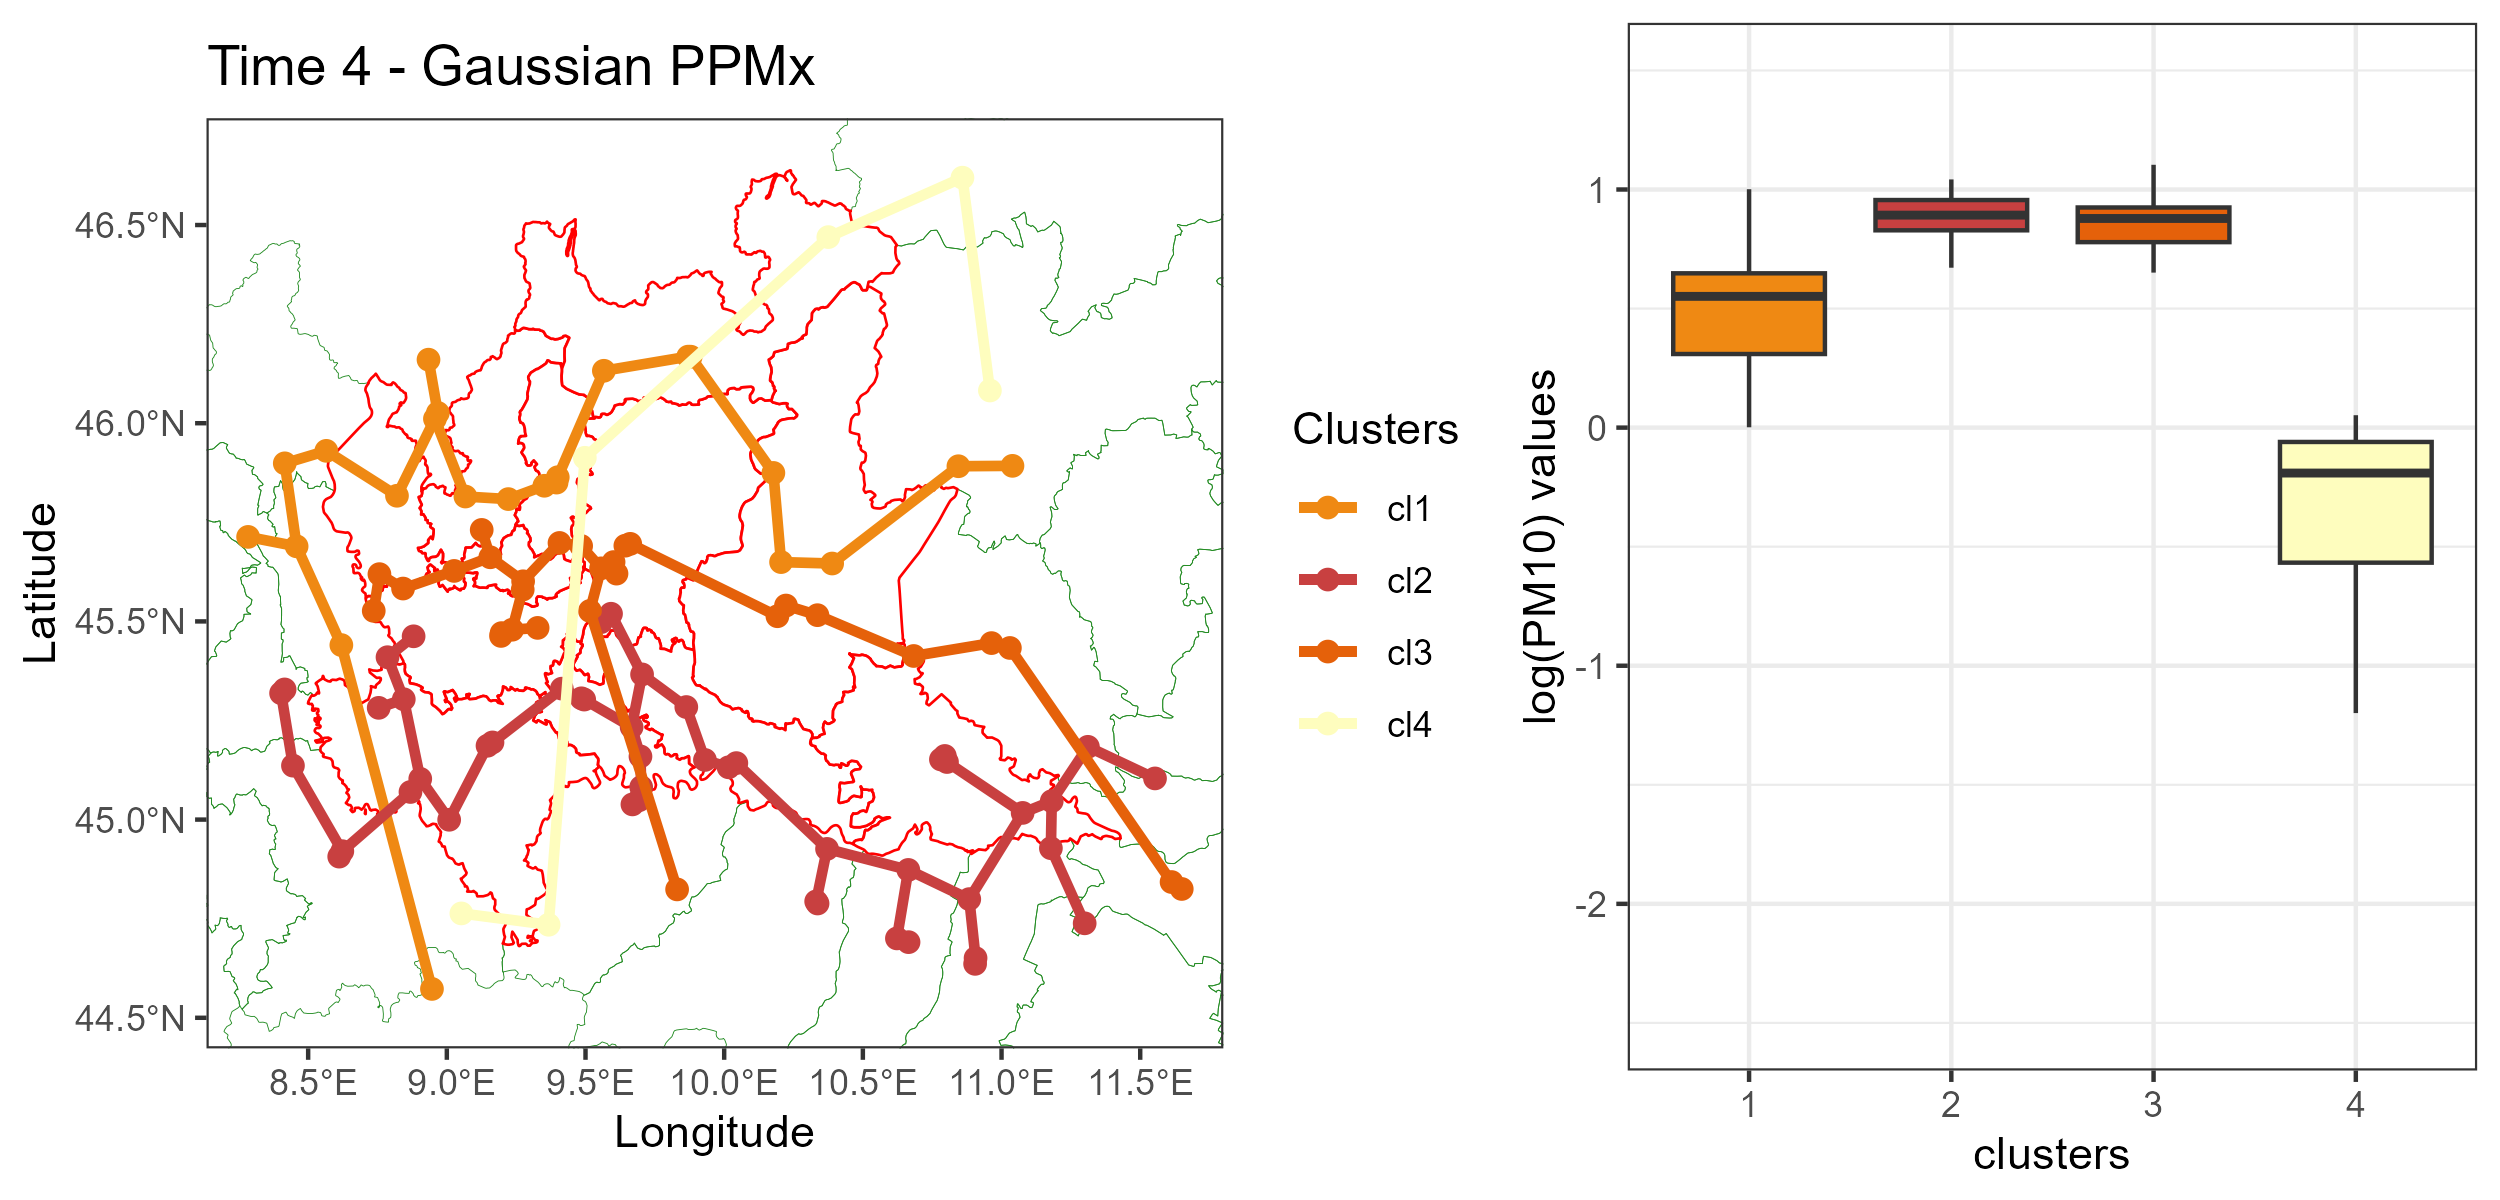 Time 4 - Gaussian PPMx
Latitude
46.5°N
46.0°N
45.5°N
45.0°N
44.5°N
8.5°E 9.0°E 9.5°E 10.0°E 10.5°E 11.0°E 11.5°E
Longitude
Clusters
cl1
cl2
cl3
cl4
log(PM10) values
1
0
-1
-2
1 2 3 4
clusters